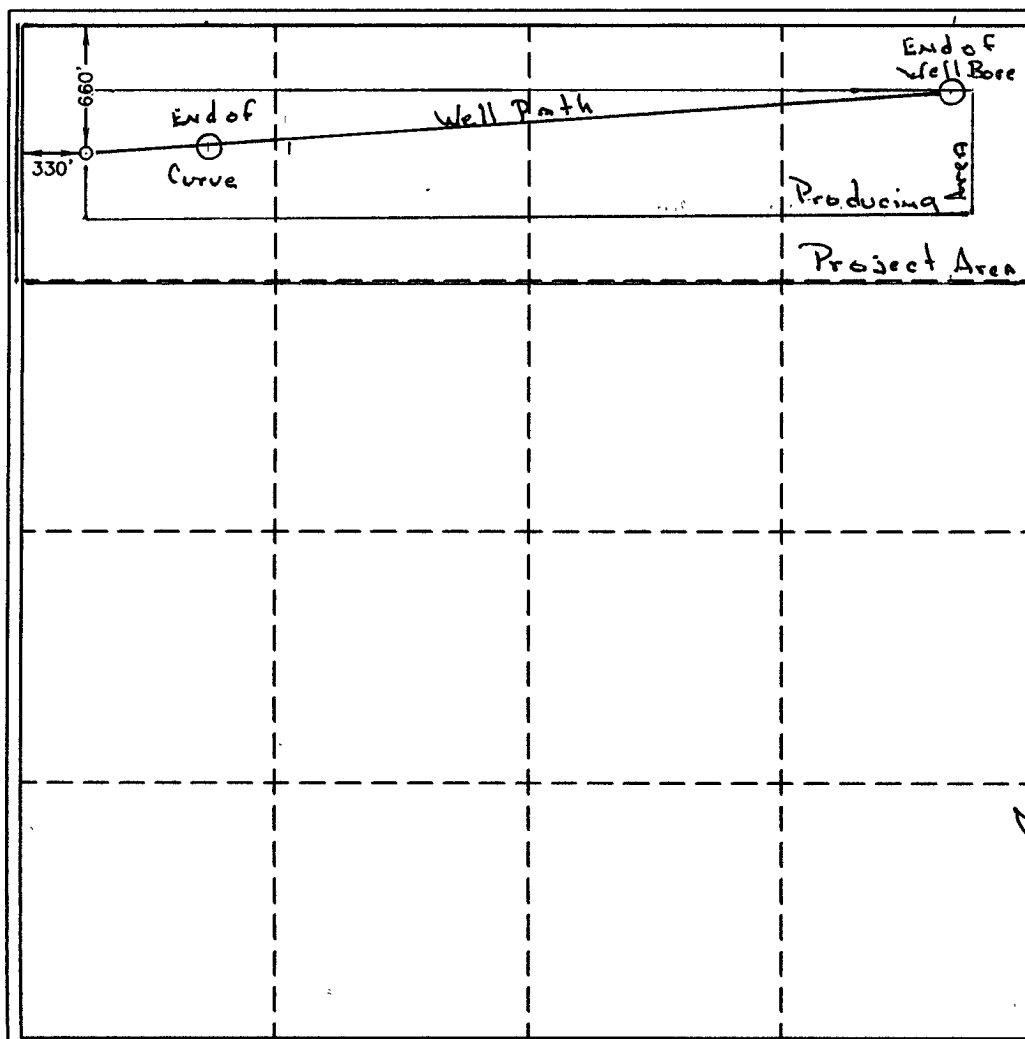 End of
Well Bore
660'
End of
Well Path
330'
Curve
Producing Area
Project Area